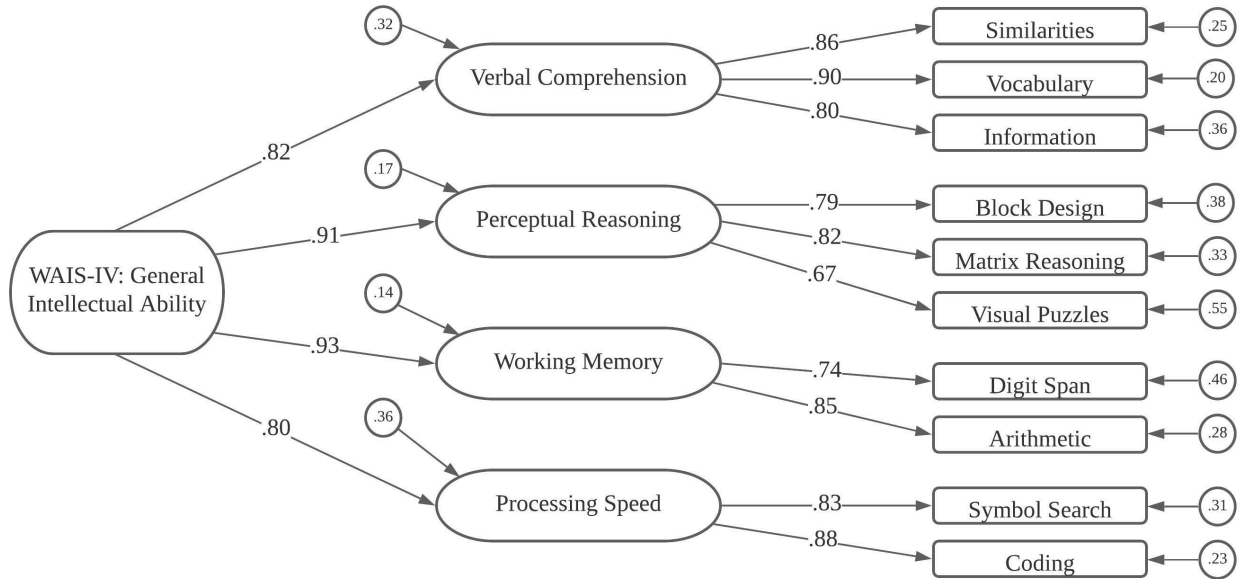 .32
Verbal Comprehension
.86
Similarities
.25
.90
Vocabulary
.20
.80
Information
.36
.82
.17
Perceptual Reasoning
.79
Block Design
.38
.82
Matrix Reasoning
.33
.67
Visual Puzzles
.55
.91
WAIS-IV: General
Intellectual Ability
.14
.93
Working Memory
.74
Digit Span
.46
.85
Arithmetic
.28
.36
.80
Processing Speed
.83
Symbol Search
.31
.88
Coding
.23